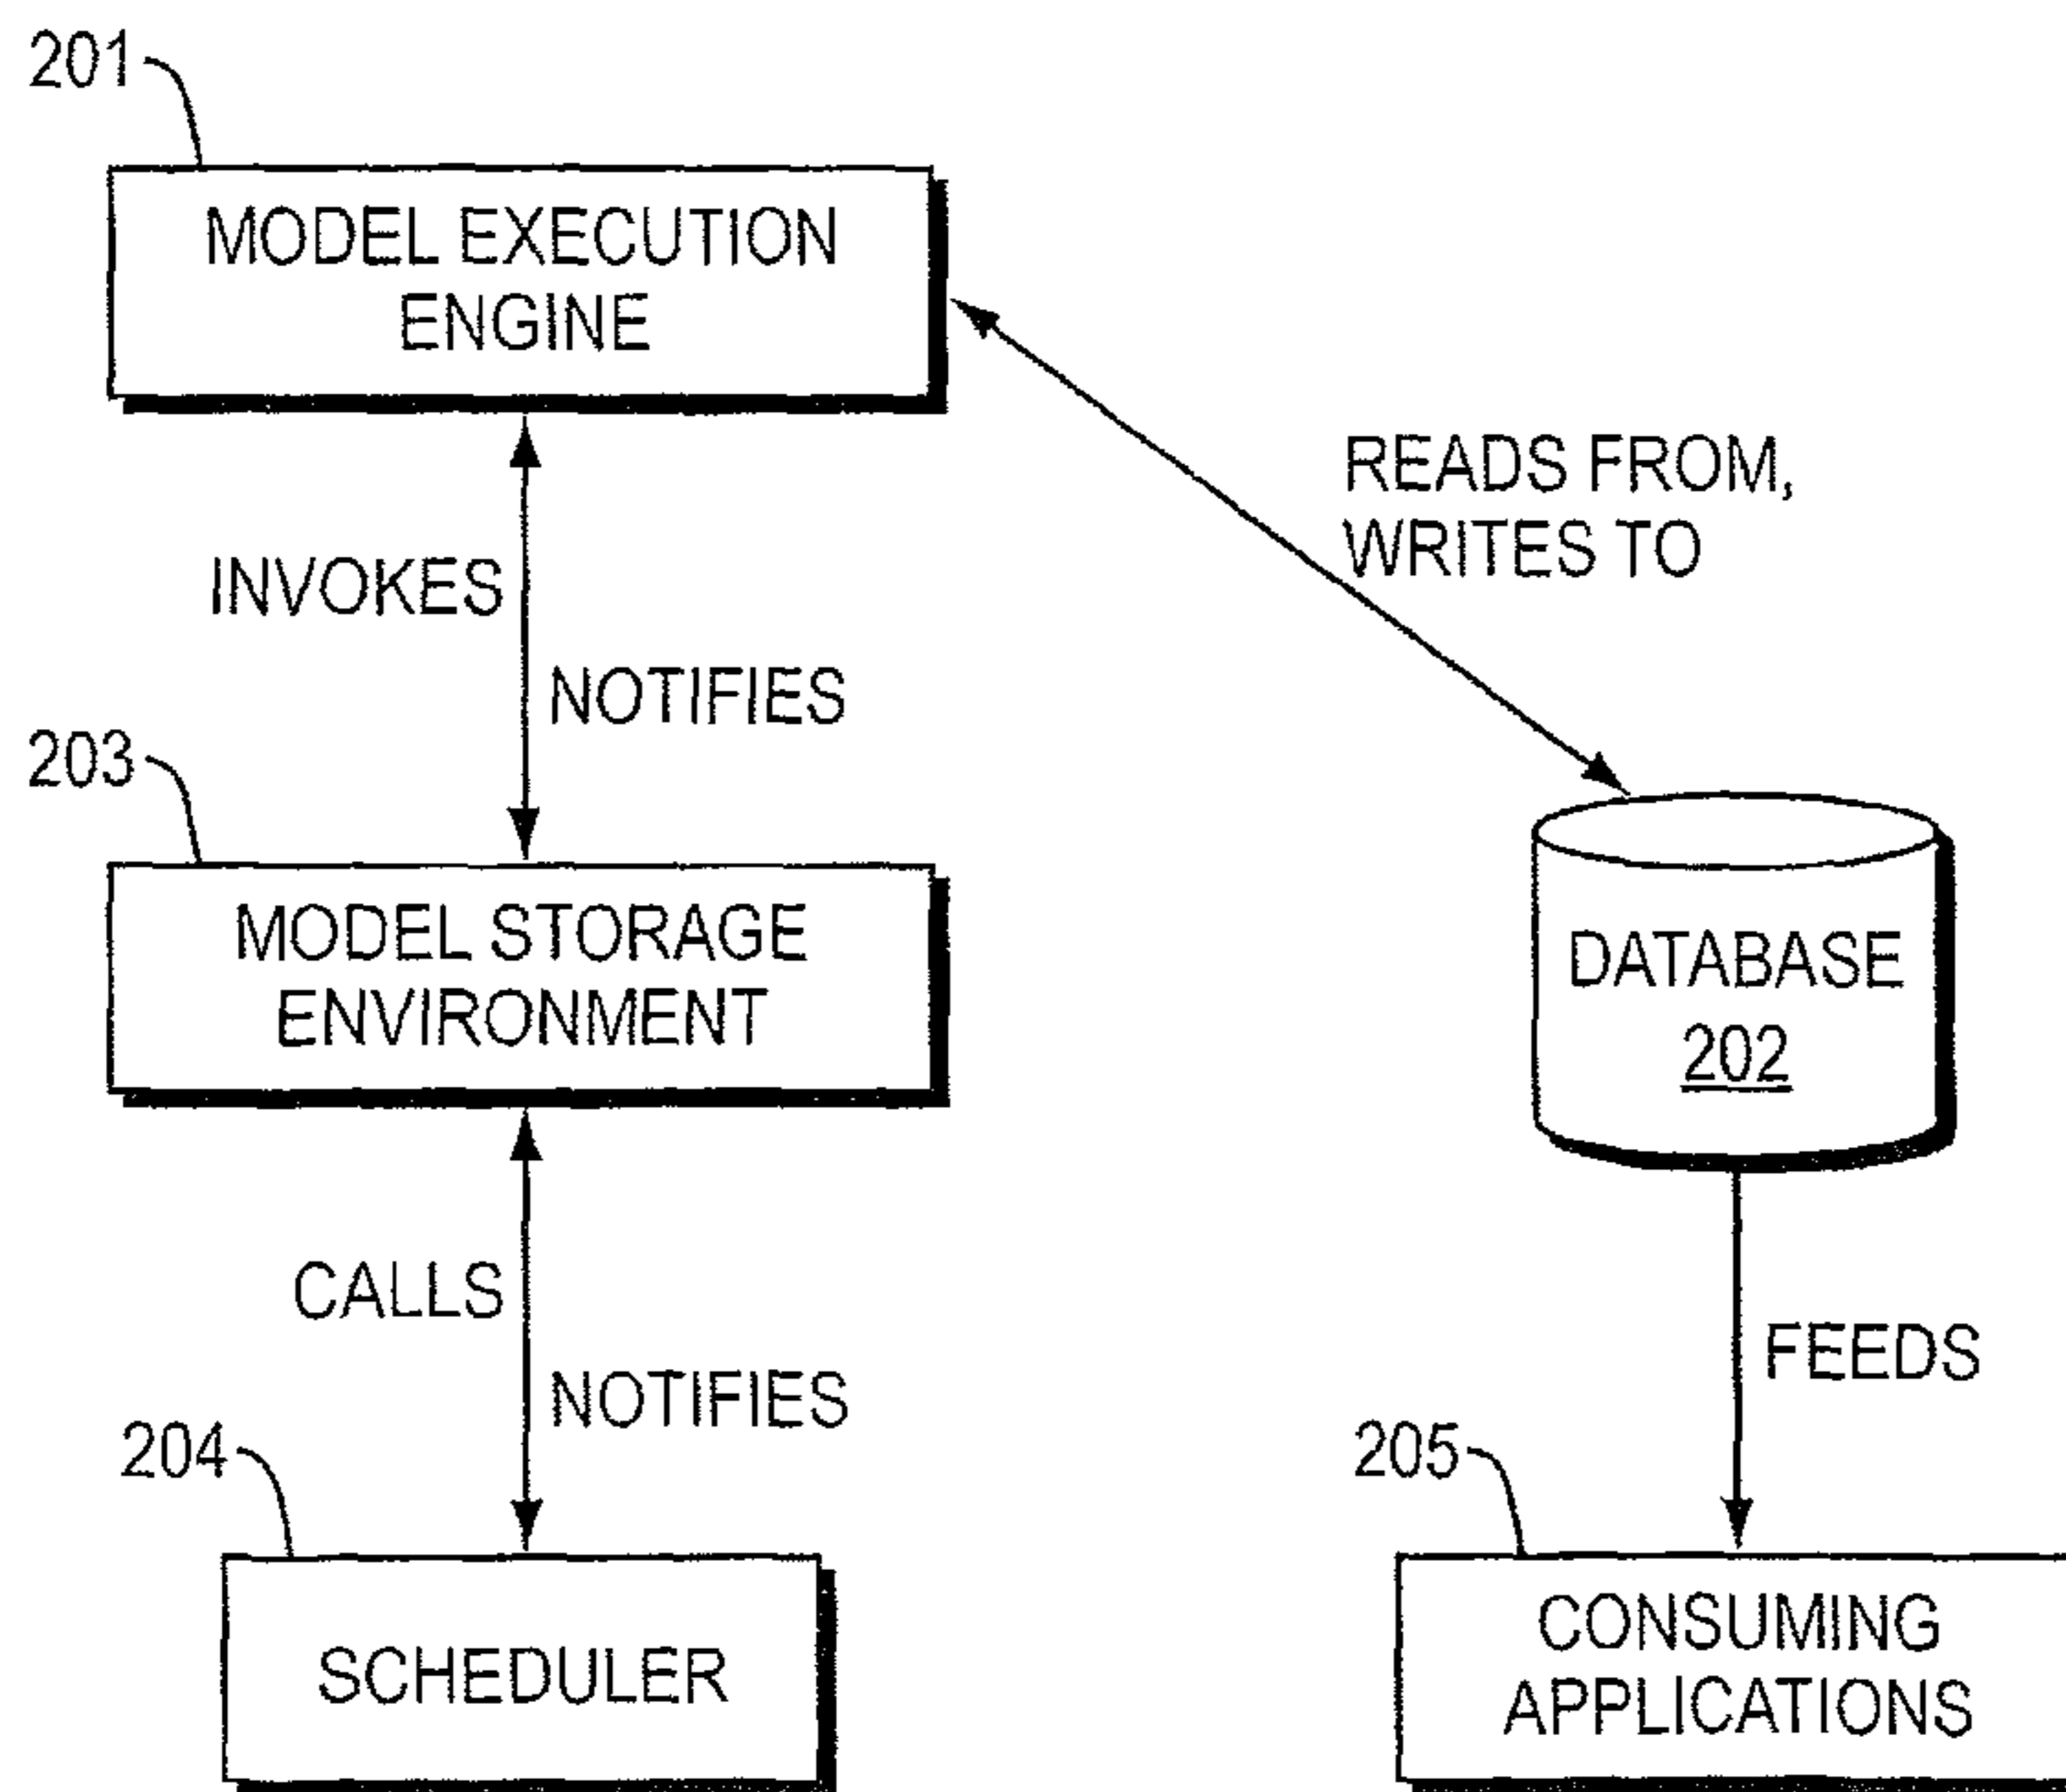 201
MODEL EXECUTION
ENGINE
READS FROM,
WRITES TO
INVOKES
NOTIFIES
203
MODEL STORAGE
ENVIRONMENT
DATABASE
202
CALLS
NOTIFIES
FEEDS
204
SCHEDULER
205
CONSUMING
APPLICATIONS